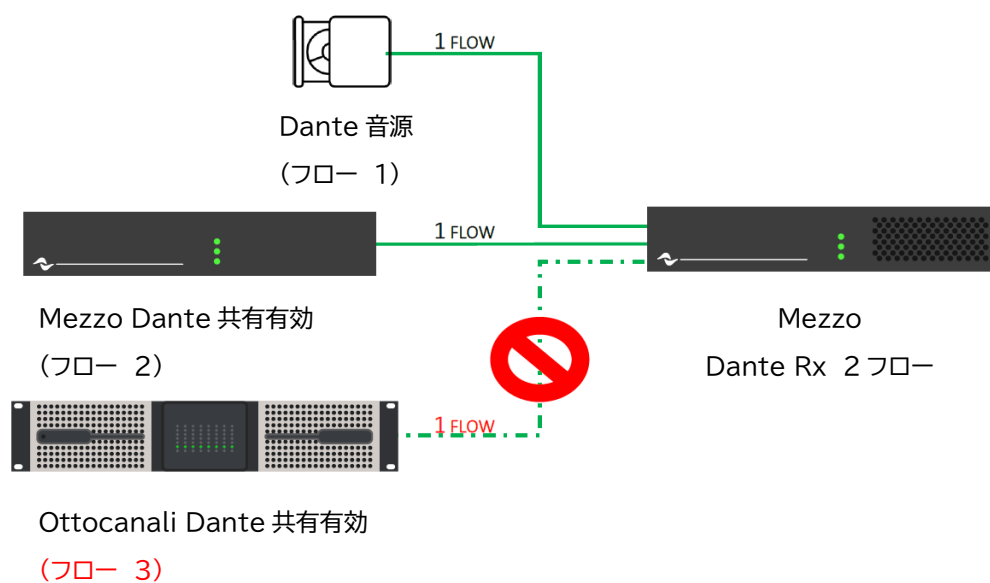 1 FLOW
Dante 音源
(フロー 1)
1 FLOW
Mezzo Dante 共有有効
(フロー 2)
Mezzo
Dante Rx 2フロー
1 FLOW
Ottocanali Dante 共有有効
(フロー 3)